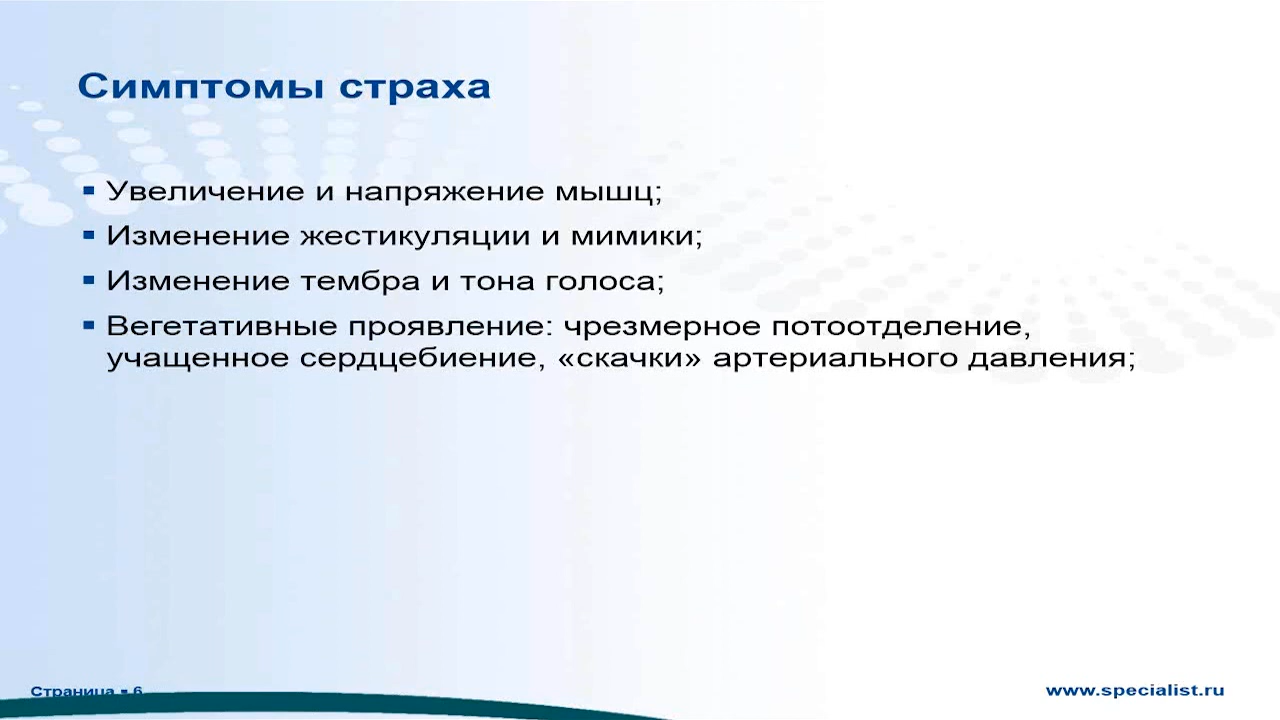 Симптомы страха
▪ Увеличение и напряжение мышц;
▪ Изменение жестикуляции и мимики;
▪ Изменение тембра и тона голоса;
▪ Вегетативные проявление: чрезмерное потоотделение,
учащенное сердцебиение, «скачки» артериального давления;
Страница ▪ 6
www.specialist.ru